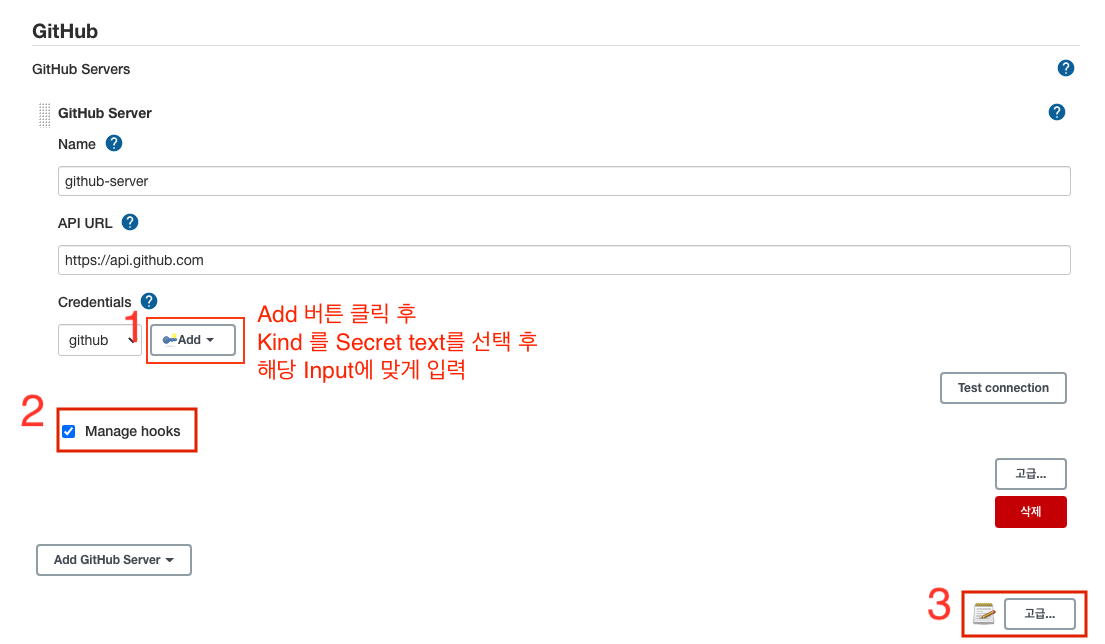 GitHub
GitHub Servers
?
GitHub Server
?
Name ?
github-server
API URL ?
https://api.github.com
Credentials ?
1
github
Add
Add 버튼 클릭 후
Kind 를 Secret text를 선택 후
해당 Input에 맞게 입력
Test connection
2
Manage hooks
고급...
삭제
Add GitHub Server
3
고급...